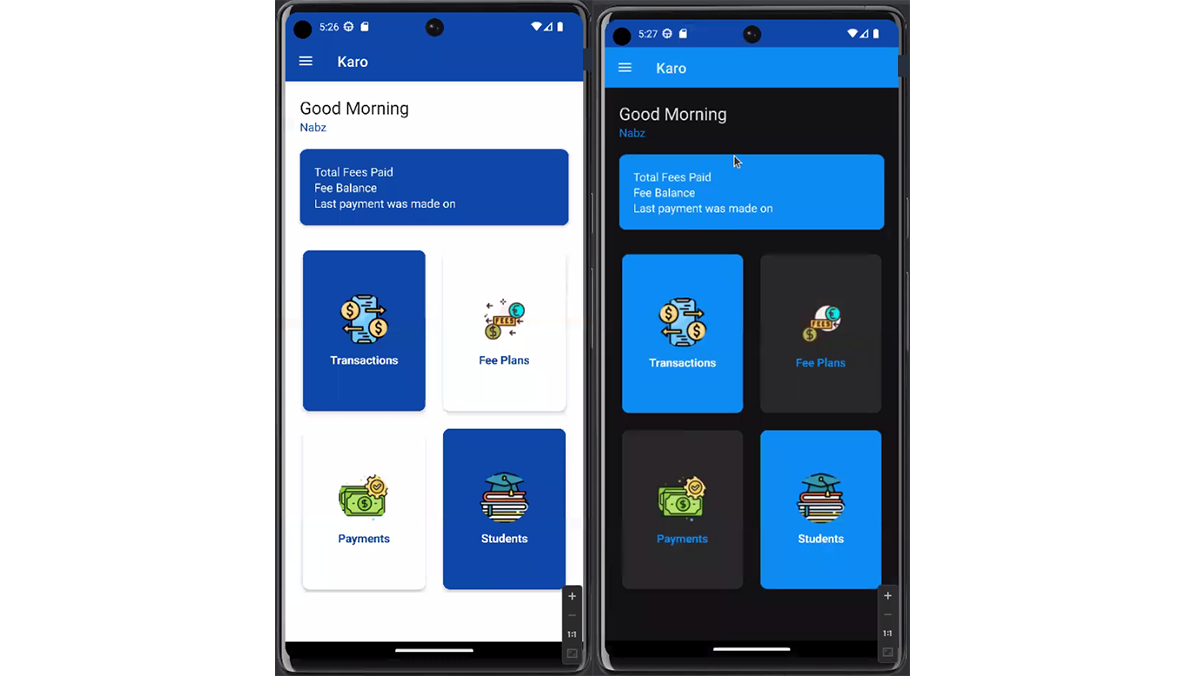 5:26
Karo
Good Morning
Nabz
Total Fees Paid
Fee Balance
Last payment was made on
Transactions
FEES
Fee Plans
Payments
Students
1:1
5:27
Karo
Good Morning
Nabz
Total Fees Paid
Fee Balance
Last payment was made on
Transactions
FEES
Fee Plans
Payments
Students
1:1